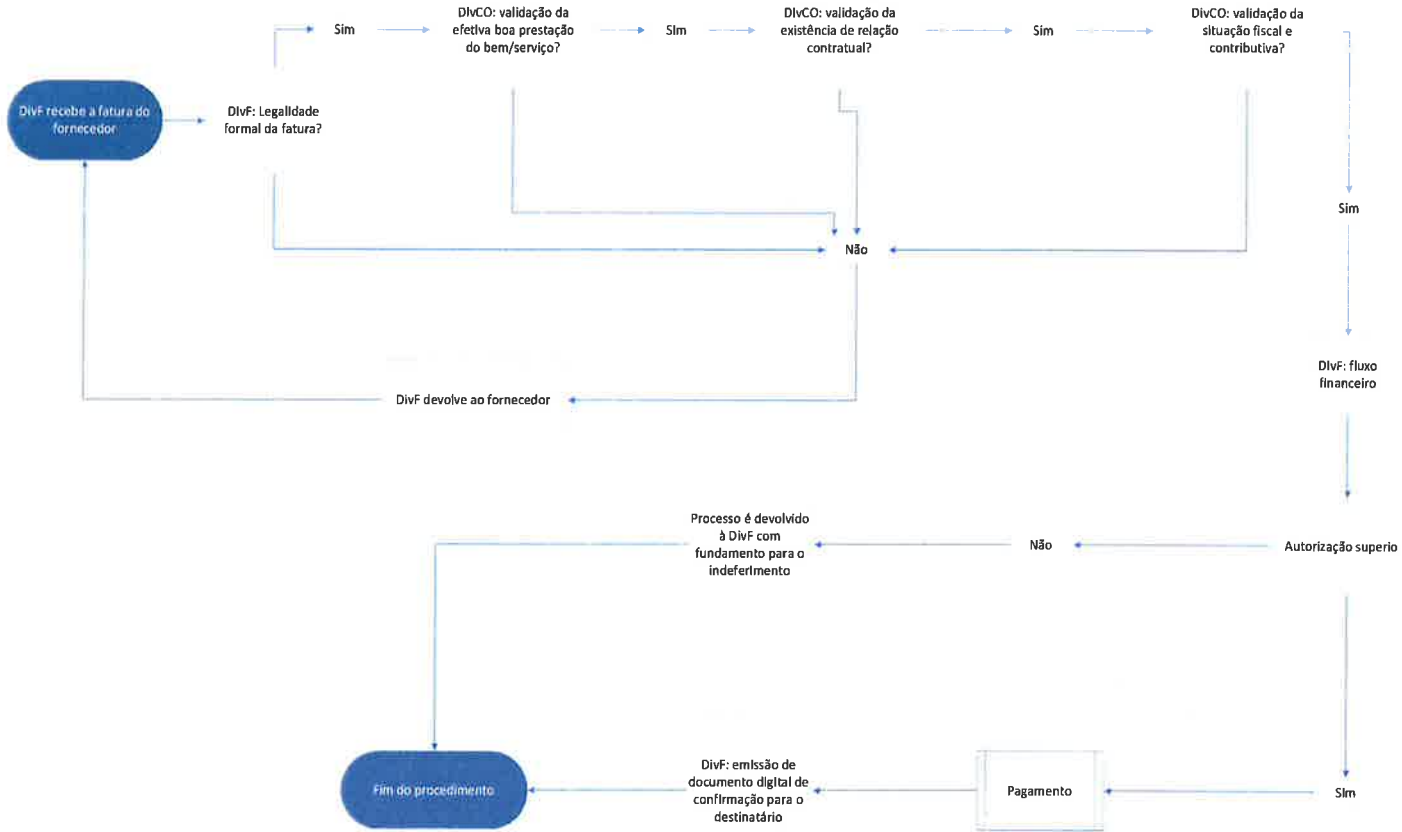 DivF recebe a fatura do
fornecedor
DivF: Legalidade
formal da fatura?
Sim
DivCO: validação da
efetiva boa prestação
do bem/serviço?
Sim
DivCO: validação da
existência de relação
contratual?
Sim
DivCO: validação da
situação fiscal e
contributiva?
Sim
Não
DivF devolve ao fornecedor
DivF: fluxo
financeiro
Autorização superio
Não
Processo é devolvido
à DivF com
fundamento para o
indeferimento
Sim
Pagamento
DivF: emissão de
documento digital de
confirmação para o
destinatário
Fim do procedimento